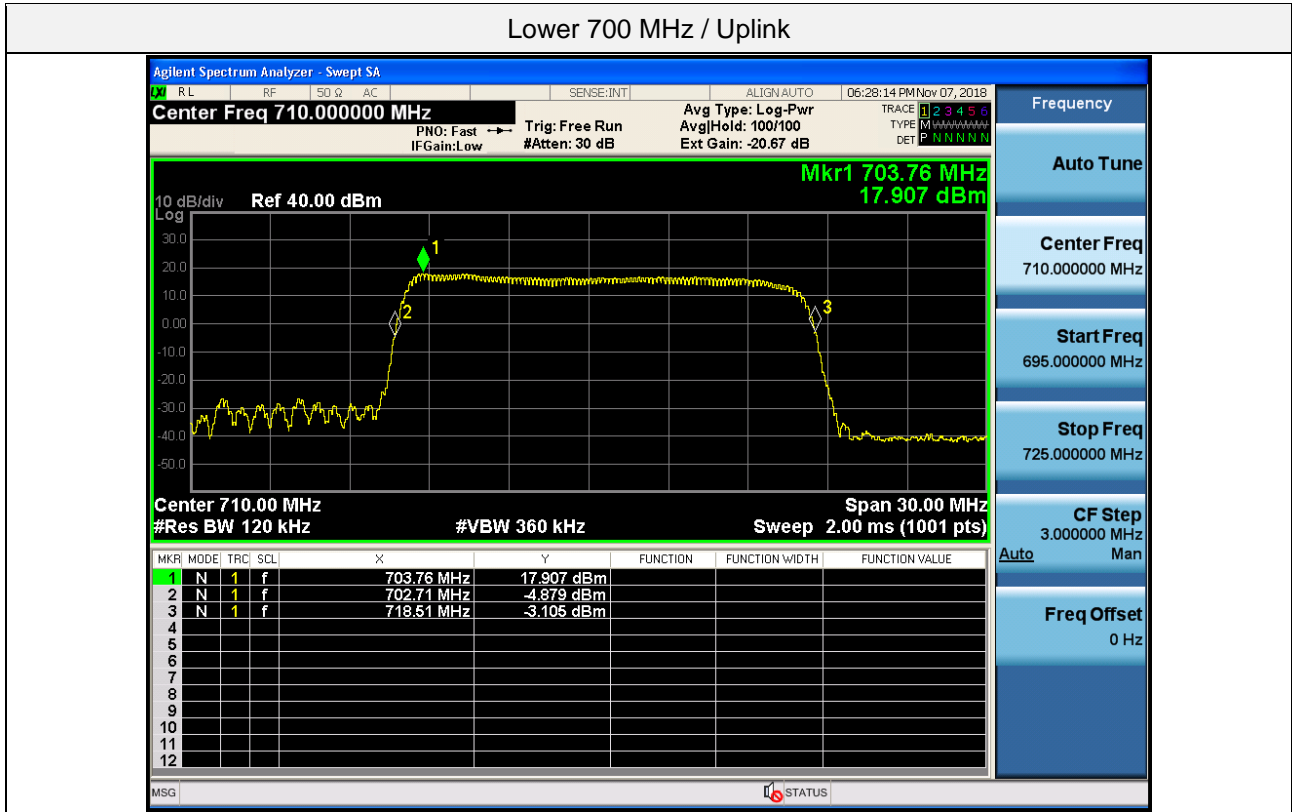 Lower 700 MHz / Uplink
Agilent Spectrum Analyzer - Swept SA
LXI RL RF 50 Ω AC SENSE:INT ALIGN AUTO 06:28:14 PM Nov 07, 2018
Center Freq 710.000000 MHz
PNO: Fast
IFGain:Low
Trig: Free Run
#Atten: 30 dB
Avg Type: Log-Pwr
Avg|Hold: 100/100
Ext Gain: -20.67 dB
TRACE 1 2 3 4 5 6
TYPE M
DET P N N N N N
Mkr1 703.76 MHz
17.907 dBm
10 dB/div Ref 40.00 dBm
Log
30.0
20.0
10.0
0.00
-10.0
-20.0
-30.0
-40.0
-50.0
1
2
3
Center 710.00 MHz Span 30.00 MHz
#Res BW 120 kHz #VBW 360 kHz Sweep 2.00 ms (1001 pts)
MKR MODE TRC SCL X Y FUNCTION FUNCTION WIDTH FUNCTION VALUE
1 N 1 f 703.76 MHz 17.907 dBm
2 N 1 f 702.71 MHz -4.879 dBm
3 N 1 f 718.51 MHz -3.105 dBm
4
5
6
7
8
9
10
11
12
MSG STATUS
Frequency
Auto Tune
Center Freq
710.000000 MHz
Start Freq
695.000000 MHz
Stop Freq
725.000000 MHz
CF Step
3.000000 MHz
Auto Man
Freq Offset
0 Hz